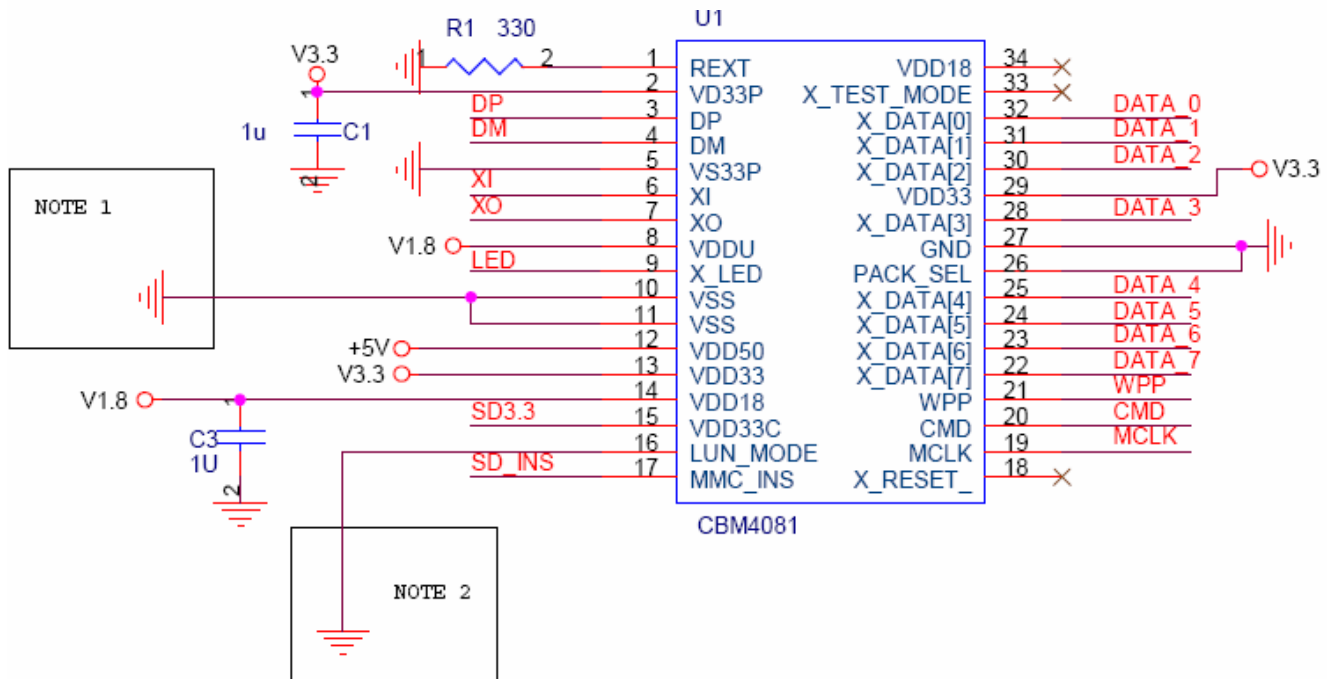 U1
R1 330
V3.3
1 2
1 REXT VDD18 34
2 VD33P X_TEST_MODE 33
DP 3 DP X_DATA[0] 32 DATA_0
DM 4 DM X_DATA[1] 31 DATA_1
5 VS33P X_DATA[2] 30 DATA_2
XI 6 XI VDD33 29 V3.3
XO 7 XO X_DATA[3] 28 DATA_3
V1.8 8 VDDU GND 27
LED 9 X_LED PACK_SEL 26
10 VSS X_DATA[4] 25 DATA_4
11 VSS X_DATA[5] 24 DATA_5
+5V 12 VDD50 X_DATA[6] 23 DATA_6
V3.3 13 VDD33 X_DATA[7] 22 DATA_7
V1.8 14 VDD18 WPP 21 WPP
SD3.3 15 VDD33C CMD 20 CMD
16 LUN_MODE MCLK 19 MCLK
SD_INS 17 MMC_INS X_RESET_ 18
CBM4081
1
1u C1
2
NOTE 1
1
C3
1U
2
NOTE 2